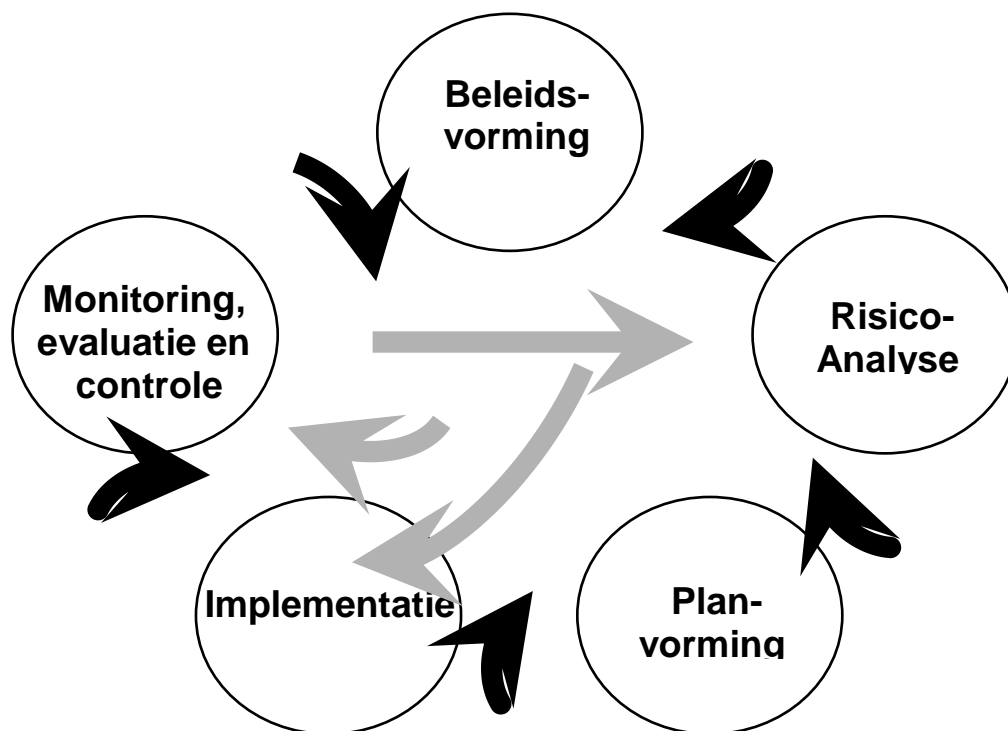 Beleids-
vorming
Monitoring,
evaluatie en
controle
Risico-
Analyse
Implementatie
Plan-
vorming